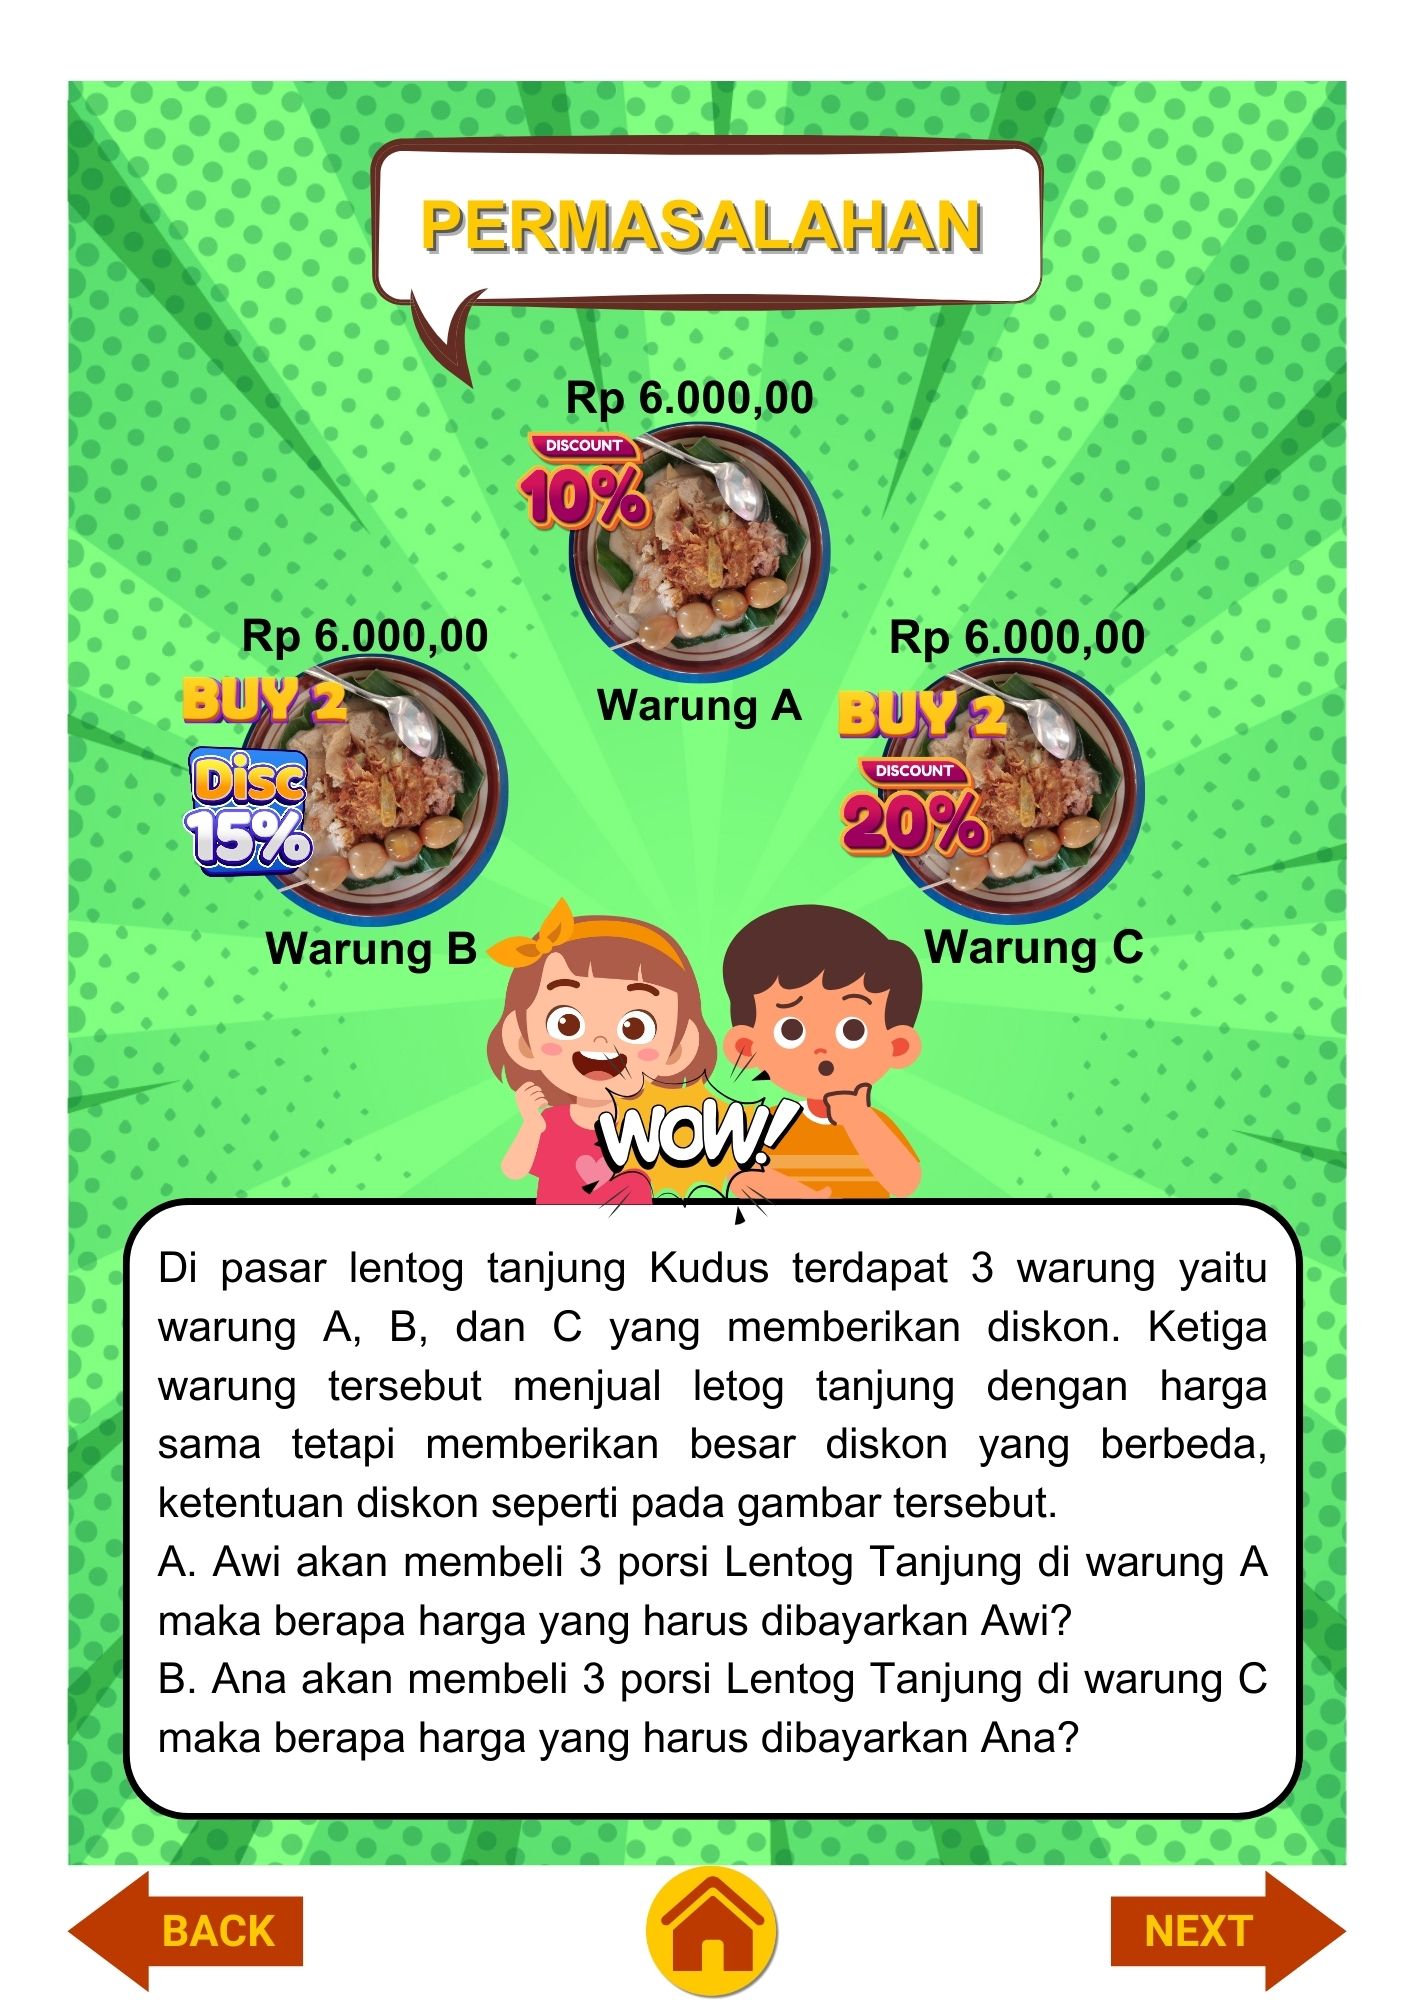 PERMASALAHAN
Rp 6.000,00
DISCOUNT
10%
Warung A
Rp 6.000,00
BUY 2
Disc
15%
Warung B
Rp 6.000,00
BUY 2
DISCOUNT
20%
Warung C
WOW!
Di pasar lentog tanjung Kudus terdapat 3 warung yaitu
warung A, B, dan C yang memberikan diskon. Ketiga
warung tersebut menjual letog tanjung dengan harga
sama tetapi memberikan besar diskon yang berbeda,
ketentuan diskon seperti pada gambar tersebut.
A. Awi akan membeli 3 porsi Lentog Tanjung di warung A
maka berapa harga yang harus dibayarkan Awi?
B. Ana akan membeli 3 porsi Lentog Tanjung di warung C
maka berapa harga yang harus dibayarkan Ana?
BACK
NEXT